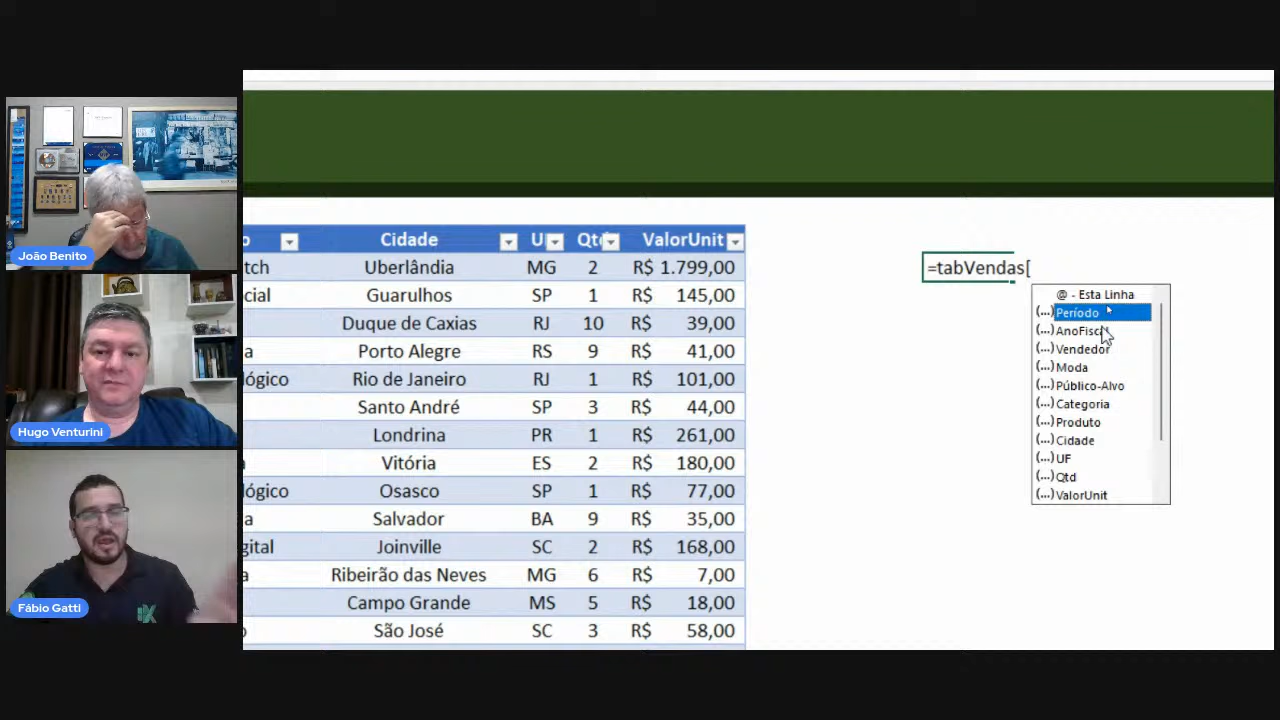 João Benito
Hugo Venturini
Fábio Gatti
Cidade Qtd ValorUnit
Uberlândia MG 2 R$ 1.799,00
Guarulhos SP 1 R$ 145,00
Duque de Caxias RJ 10 R$ 39,00
Porto Alegre RS 9 R$ 41,00
lógico Rio de Janeiro RJ 1 R$ 101,00
Santo André SP 3 R$ 44,00
Londrina PR 1 R$ 261,00
a Vitória ES 2 R$ 180,00
lógico Osasco SP 1 R$ 77,00
a Salvador BA 9 R$ 35,00
gital Joinville SC 2 R$ 168,00
a Ribeirão das Neves MG 6 R$ 7,00
Campo Grande MS 5 R$ 18,00
o São José SC 3 R$ 58,00
=tabVendas[
@ - Esta Linha
(...) Período
(...) AnoFiscal
(...) Vendedor
(...) Moda
(...) Público-Alvo
(...) Categoria
(...) Produto
(...) Cidade
(...) UF
(...) Qtd
(...) ValorUnit